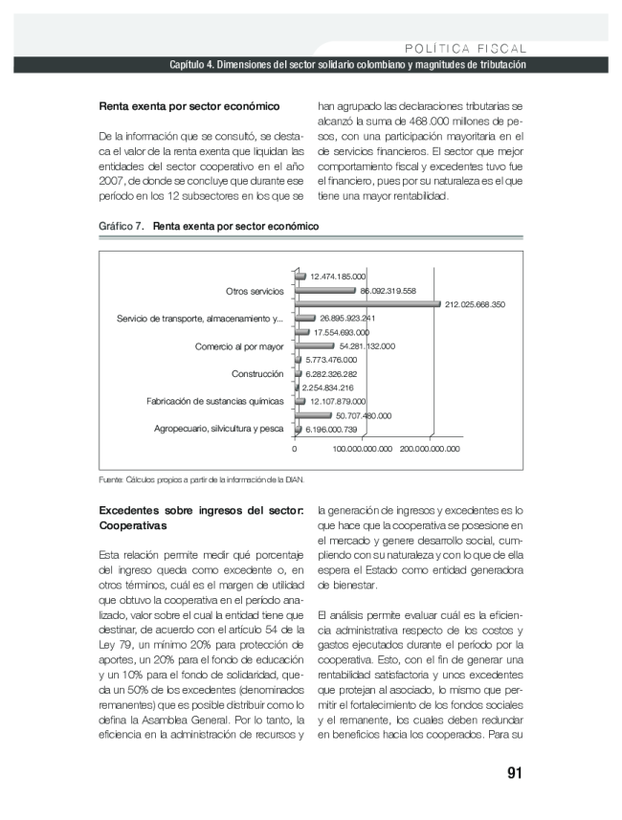 POLÍTICA FISCAL
Capítulo 4. Dimensiones del sector solidario colombiano y magnitudes de tributación
Renta exenta por sector económico
De la información que se consultó, se desta-
ca el valor de la renta exenta que liquidan las
entidades del sector cooperativo en el año
2007, de donde se concluye que durante ese
período en los 12 subsectores en los que se
han agrupado las declaraciones tributarias se
alcanzó la suma de 468.000 millones de pe-
sos, con una participación mayoritaria en el
de servicios financieros. El sector que mejor
comportamiento fiscal y excedentes tuvo fue
el financiero, pues por su naturaleza es el que
tiene una mayor rentabilidad.
Gráfico 7. Renta exenta por sector económico
12.474.185.000
Otros servicios 86.092.319.558
212.025.668.350
Servicio de transporte, almacenamiento y... 26.895.923.241
17.554.693.000
Comercio al por mayor 54.281.132.000
5.773.476.000
Construcción 6.282.326.282
2.254.834.216
Fabricación de sustancias químicas 12.107.879.000
50.707.480.000
Agropecuario, silvicultura y pesca 6.196.000.739
0 100.000.000.000 200.000.000.000
Fuente: Cálculos propios a partir de la información de la DIAN.
Excedentes sobre ingresos del sector:
Cooperativas
Esta relación permite medir qué porcentaje
del ingreso queda como excedente o, en
otros términos, cuál es el margen de utilidad
que obtuvo la cooperativa en el período ana-
lizado, valor sobre el cual la entidad tiene que
destinar, de acuerdo con el artículo 54 de la
Ley 79, un mínimo 20% para protección de
aportes, un 20% para el fondo de educación
y un 10% para el fondo de solidaridad, que-
da un 50% de los excedentes (denominados
remanentes) que es posible distribuir como lo
defina la Asamblea General. Por lo tanto, la
eficiencia en la administración de recursos y
la generación de ingresos y excedentes es lo
que hace que la cooperativa se posesione en
el mercado y genere desarrollo social, cum-
pliendo con su naturaleza y con lo que de ella
espera el Estado como entidad generadora
de bienestar.
El análisis permite evaluar cuál es la eficien-
cia administrativa respecto de los costos y
gastos ejecutados durante el período por la
cooperativa. Esto, con el fin de generar una
rentabilidad satisfactoria y unos excedentes
que protejan al asociado, lo mismo que per-
mitir el fortalecimiento de los fondos sociales
y el remanente, los cuales deben redundar
en beneficios hacia los cooperados. Para su
91